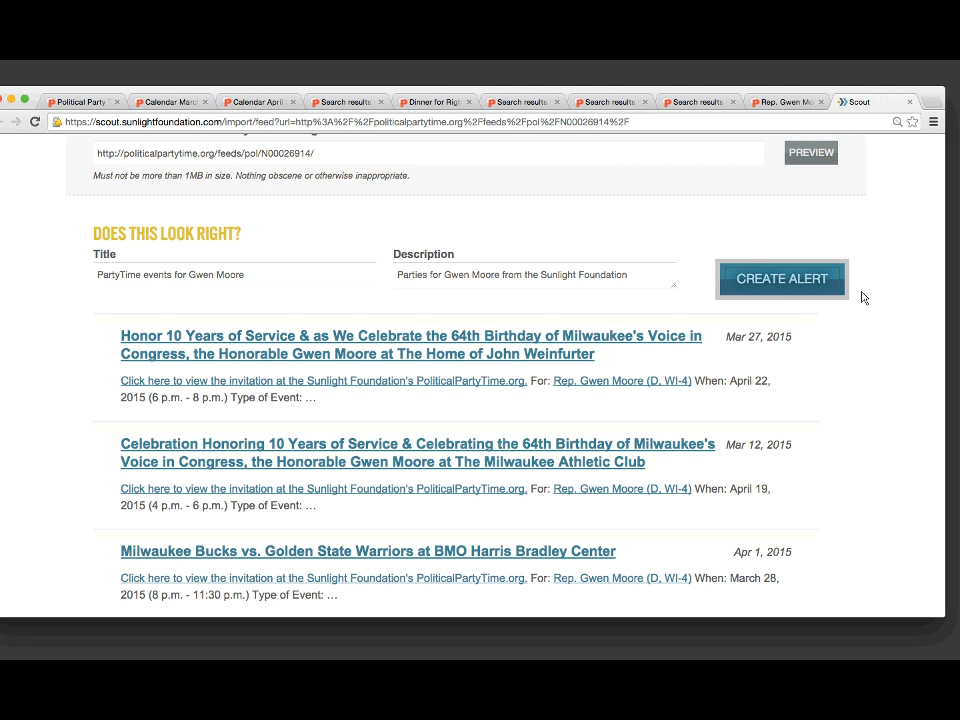 Political Party
Calendar Marc
Calendar April
Search results
Dinner for Rig
Search results
Search results
Search results
Rep. Gwen Mo
Scout
https://scout.sunlightfoundation.com/import/feed?url=http%3A%2F%2Fpoliticalpartytime.org%2Ffeeds%2Fpol%2FN00026914%2F
http://politicalpartytime.org/feeds/pol/N00026914/
PREVIEW
Must not be more than 1MB in size. Nothing obscene or otherwise inappropriate.
DOES THIS LOOK RIGHT?
Title
Description
PartyTime events for Gwen Moore
Parties for Gwen Moore from the Sunlight Foundation
CREATE ALERT
Honor 10 Years of Service & as We Celebrate the 64th Birthday of Milwaukee's Voice in
Congress, the Honorable Gwen Moore at The Home of John Weinfurter
Mar 27, 2015
Click here to view the invitation at the Sunlight Foundation's PoliticalPartyTime.org. For: Rep. Gwen Moore (D, WI-4) When: April 22,
2015 (6 p.m. - 8 p.m.) Type of Event: …
Celebration Honoring 10 Years of Service & Celebrating the 64th Birthday of Milwaukee's
Voice in Congress, the Honorable Gwen Moore at The Milwaukee Athletic Club
Mar 12, 2015
Click here to view the invitation at the Sunlight Foundation's PoliticalPartyTime.org. For: Rep. Gwen Moore (D, WI-4) When: April 19,
2015 (4 p.m. - 6 p.m.) Type of Event: …
Milwaukee Bucks vs. Golden State Warriors at BMO Harris Bradley Center
Apr 1, 2015
Click here to view the invitation at the Sunlight Foundation's PoliticalPartyTime.org. For: Rep. Gwen Moore (D, WI-4) When: March 28,
2015 (8 p.m. - 11:30 p.m.) Type of Event: …